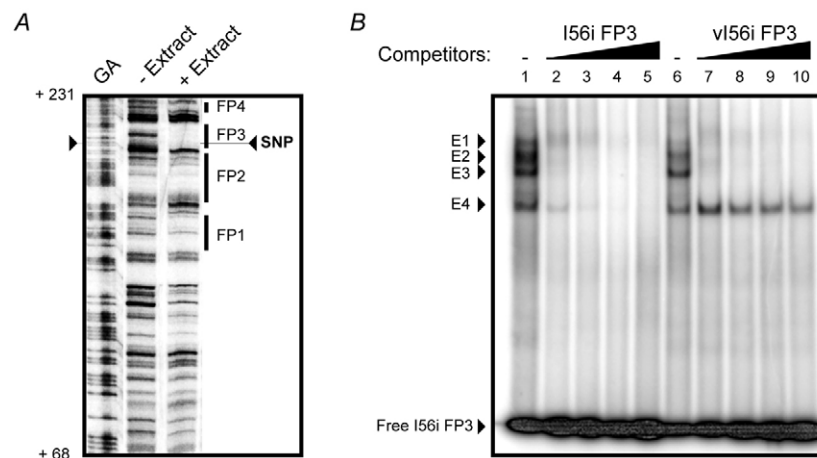 A
GA
- Extract
+ Extract
+ 231
FP4
FP3
SNP
FP2
FP1
+ 68
B
I56i FP3
vI56i FP3
Competitors:
- -
1 2 3 4 5 6 7 8 9 10
E1
E2
E3
E4
Free I56i FP3